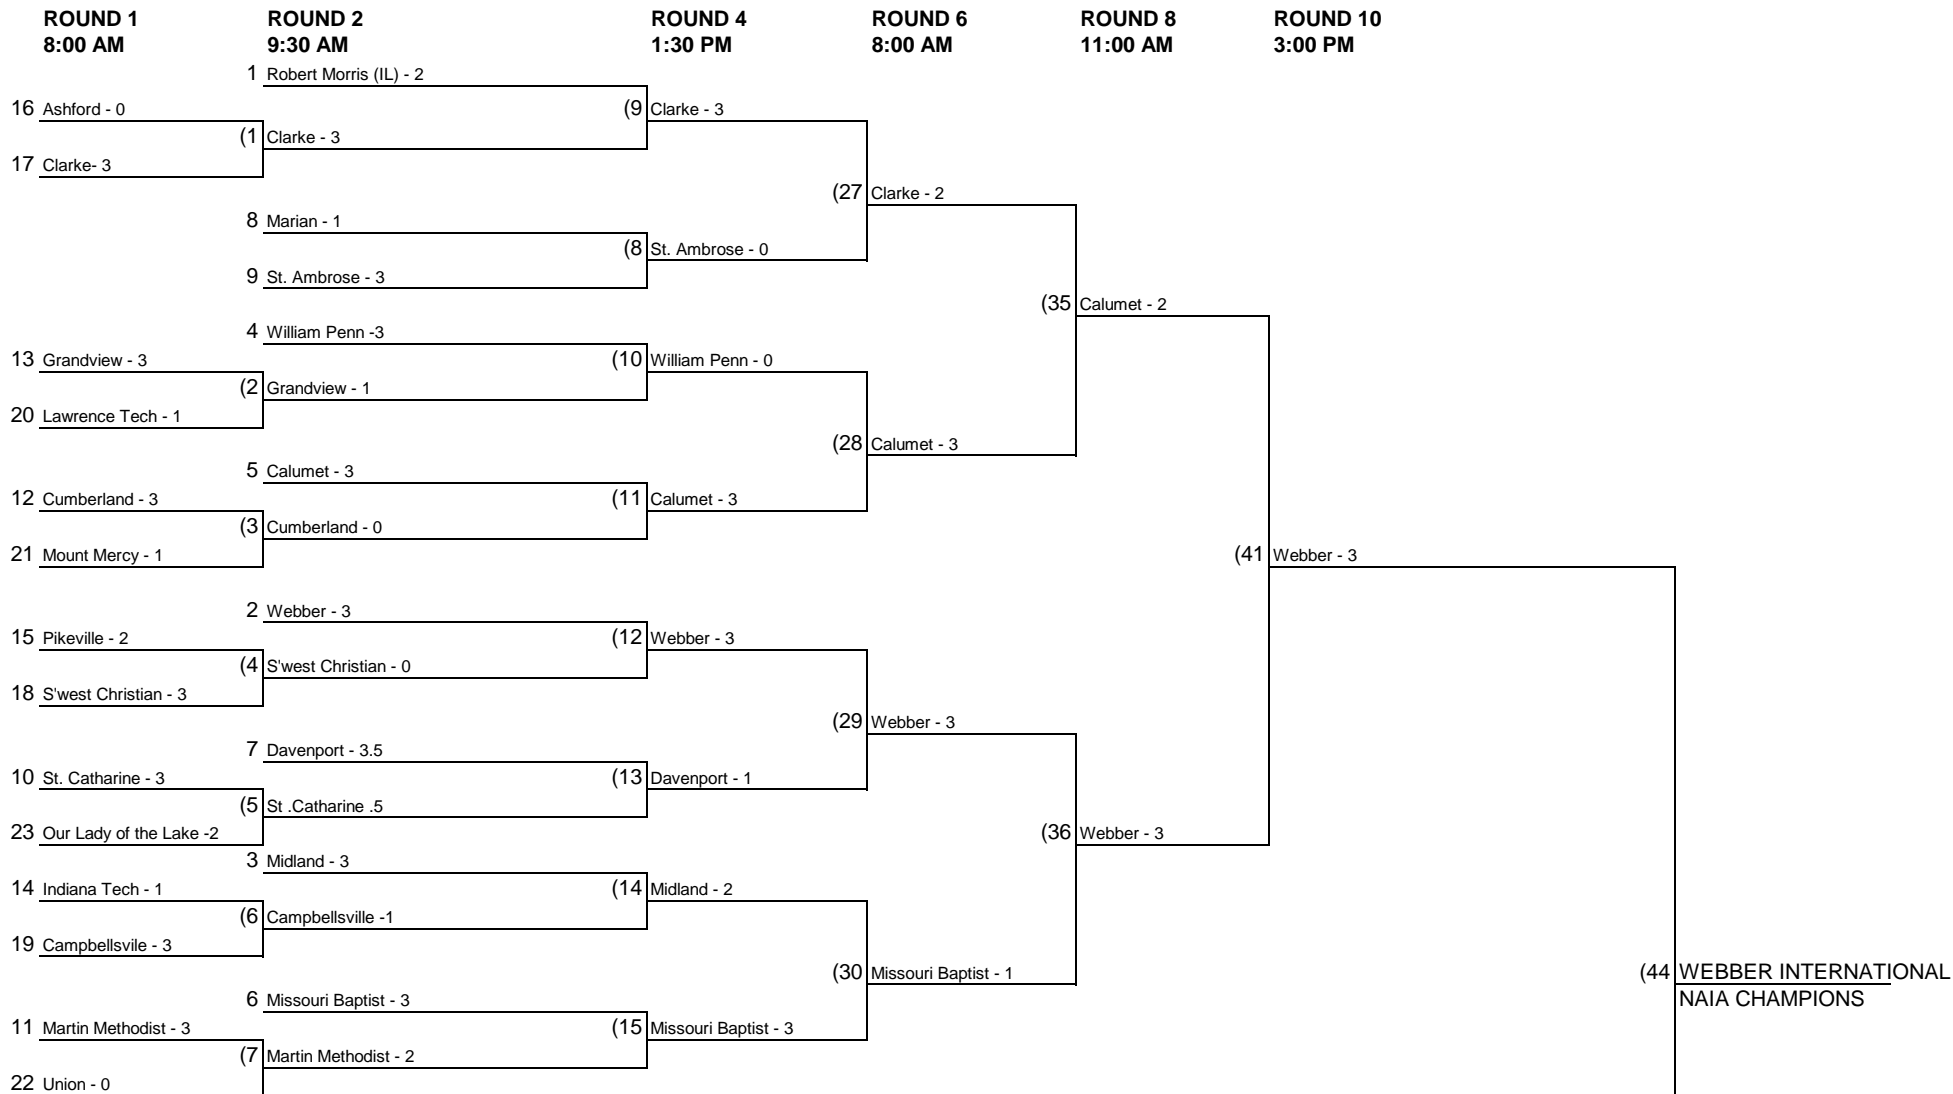 ROUND 1 ROUND 2 ROUND 4 ROUND 6 ROUND 8 ROUND 10
8:00 AM 9:30 AM 1:30 PM 8:00 AM 11:00 AM 3:00 PM
1 Robert Morris (IL) - 2
16 Ashford - 0 (9 Clarke - 3
(1 Clarke - 3
17 Clarke- 3
(27 Clarke - 2
8 Marian - 1
(8 St. Ambrose - 0
9 St. Ambrose - 3
(35 Calumet - 2
4 William Penn -3
13 Grandview - 3 (10 William Penn - 0
(2 Grandview - 1
20 Lawrence Tech - 1
(28 Calumet - 3
5 Calumet - 3
12 Cumberland - 3 (11 Calumet - 3
(3 Cumberland - 0
21 Mount Mercy - 1 (41 Webber - 3
2 Webber - 3
15 Pikeville - 2 (12 Webber - 3
(4 S'west Christian - 0
18 S'west Christian - 3
(29 Webber - 3
7 Davenport - 3.5
10 St. Catharine - 3 (13 Davenport - 1
(5 St .Catharine .5
23 Our Lady of the Lake -2 (36 Webber - 3
3 Midland - 3
14 Indiana Tech - 1 (14 Midland - 2
(6 Campbellsville -1
19 Campbellsvile - 3
(30 Missouri Baptist - 1 (44 WEBBER INTERNATIONAL
6 Missouri Baptist - 3 NAIA CHAMPIONS
11 Martin Methodist - 3 (15 Missouri Baptist - 3
(7 Martin Methodist - 2
22 Union - 0